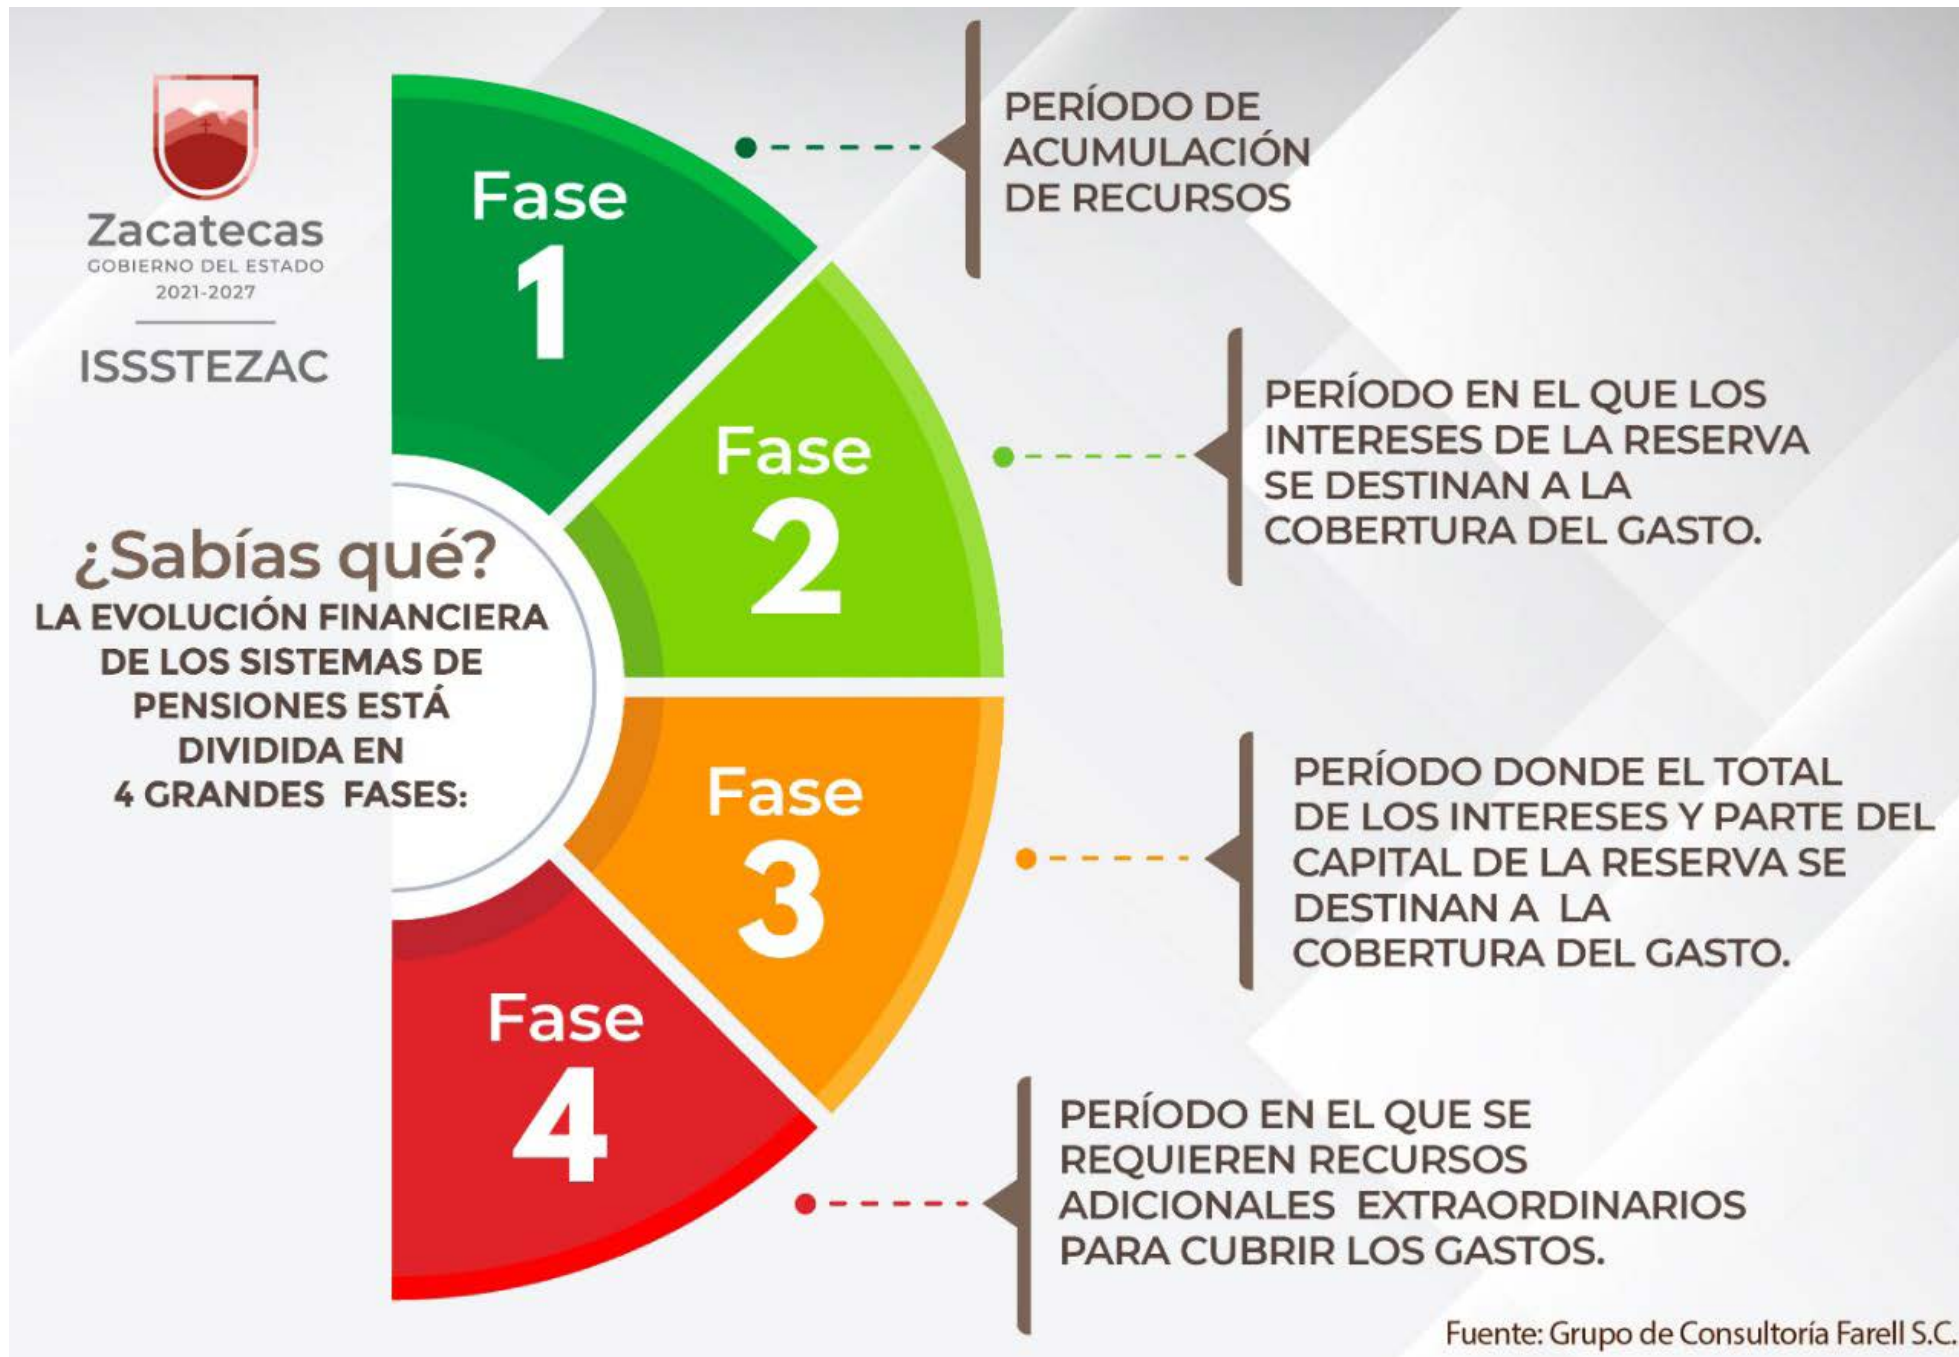 Zacatecas
GOBIERNO DEL ESTADO
2021-2027
ISSSTEZAC
¿Sabías qué?
LA EVOLUCIÓN FINANCIERA
DE LOS SISTEMAS DE
PENSIONES ESTÁ
DIVIDIDA EN
4 GRANDES FASES:
Fase
1
PERÍODO DE
ACUMULACIÓN
DE RECURSOS
Fase
2
PERÍODO EN EL QUE LOS
INTERESES DE LA RESERVA
SE DESTINAN A LA
COBERTURA DEL GASTO.
Fase
3
PERÍODO DONDE EL TOTAL
DE LOS INTERESES Y PARTE DEL
CAPITAL DE LA RESERVA SE
DESTINAN A LA
COBERTURA DEL GASTO.
Fase
4
PERÍODO EN EL QUE SE
REQUIEREN RECURSOS
ADICIONALES EXTRAORDINARIOS
PARA CUBRIR LOS GASTOS.
Fuente: Grupo de Consultoría Farell S.C.